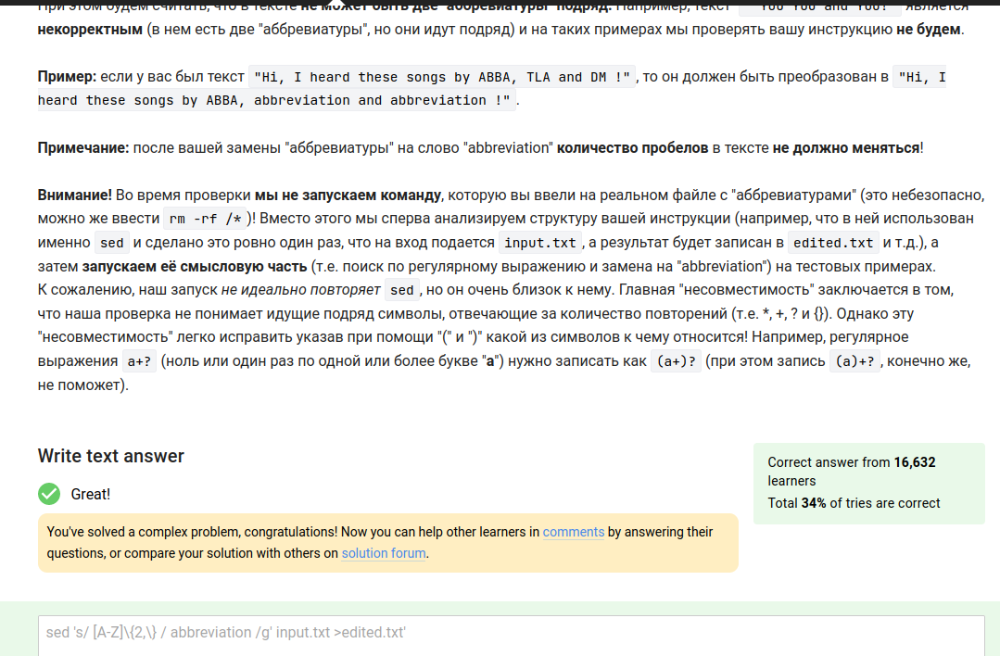 При этом будем считать, что в тексте не может быть две "аббревиатуры" подряд. Например, текст "YOU YOU and YOU!" является
некорректным (в нем есть две "аббревиатуры", но они идут подряд) и на таких примерах мы проверять вашу инструкцию не будем.
Пример: если у вас был текст "Hi, I heard these songs by ABBA, TLA and DM !", то он должен быть преобразован в "Hi, I
heard these songs by ABBA, abbreviation and abbreviation !".
Примечание: после вашей замены "аббревиатуры" на слово "abbreviation" количество пробелов в тексте не должно меняться!
Внимание! Во время проверки мы не запускаем команду, которую вы ввели на реальном файле с "аббревиатурами" (это небезопасно,
можно же ввести rm -rf /*)! Вместо этого мы сперва анализируем структуру вашей инструкции (например, что в ней использован
именно sed и сделано это ровно один раз, что на вход подается input.txt, а результат будет записан в edited.txt и т.д.), а
затем запускаем её смысловую часть (т.е. поиск по регулярному выражению и замена на "abbreviation") на тестовых примерах.
К сожалению, наш запуск не идеально повторяет sed, но он очень близок к нему. Главная "несовместимость" заключается в том,
что наша проверка не понимает идущие подряд символы, отвечающие за количество повторений (т.е. *, +, ? и {}). Однако эту
"несовместимость" легко исправить указав при помощи "(" и ")" какой из символов к чему относится! Например, регулярное
выражения a+? (ноль или один раз по одной или более букве "a") нужно записать как (a+)? (при этом запись (a)+?, конечно же,
не поможет).
Write text answer
Correct answer from 16,632
learners
Total 34% of tries are correct
Great!
You've solved a complex problem, congratulations! Now you can help other learners in comments by answering their
questions, or compare your solution with others on solution forum.
sed 's/ [A-Z]\{2,\} / abbreviation /g' input.txt >edited.txt'